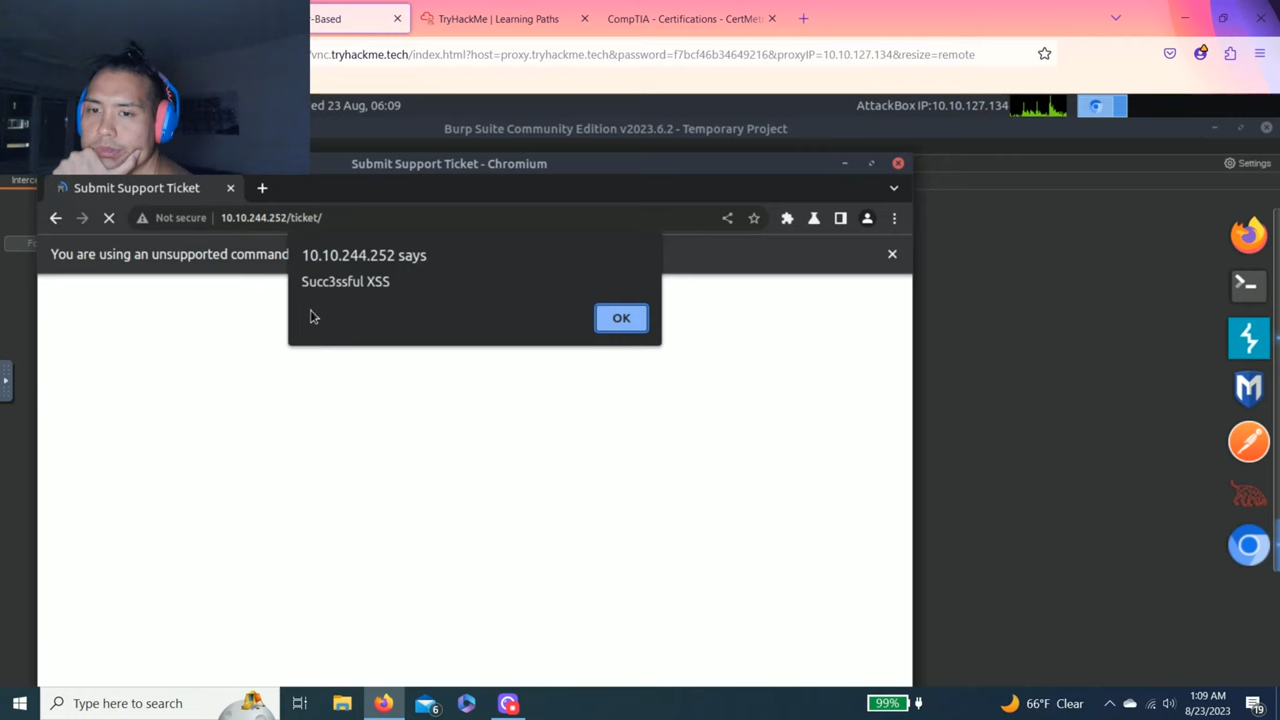 -Based
TryHackMe | Learning Paths
CompTIA - Certifications - CertMet
/vnc.tryhackme.tech/index.html?host=proxy.tryhackme.tech&password=f7bcf46b34649216&proxyIP=10.10.127.134&resize=remote
ed 23 Aug, 06:09
AttackBox IP:10.10.127.134
Burp Suite Community Edition v2023.6.2 - Temporary Project
Submit Support Ticket - Chromium
Settings
Interc
Submit Support Ticket
Fo
Not secure
10.10.244.252/ticket/
You are using an unsupported command
10.10.244.252 says
Succ3ssful XSS
OK
Type here to search
6
99%
66°F Clear
1:09 AM
8/23/2023
19